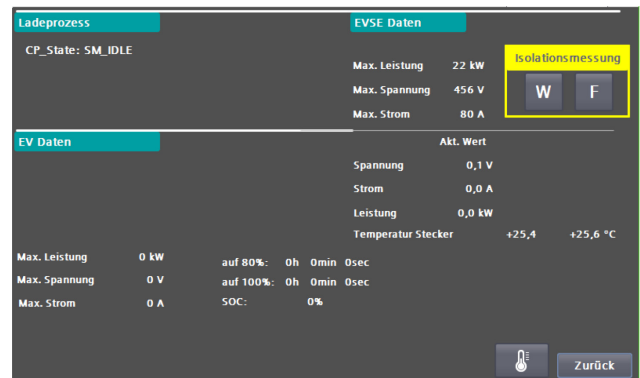 Ladeprozess
CP_State: SM_IDLE
EVSE Daten
Max. Leistung 22 kW
Max. Spannung 456 V
Max. Strom 80 A
Isolationsmessung
W F
EV Daten
Akt. Wert
Spannung 0,1 V
Strom 0,0 A
Leistung 0,0 kW
Temperatur Stecker +25,4 +25,6 °C
Max. Leistung 0 kW
Max. Spannung 0 V
Max. Strom 0 A
auf 80%: 0h 0min 0sec
auf 100%: 0h 0min 0sec
SOC: 0%
Zurück